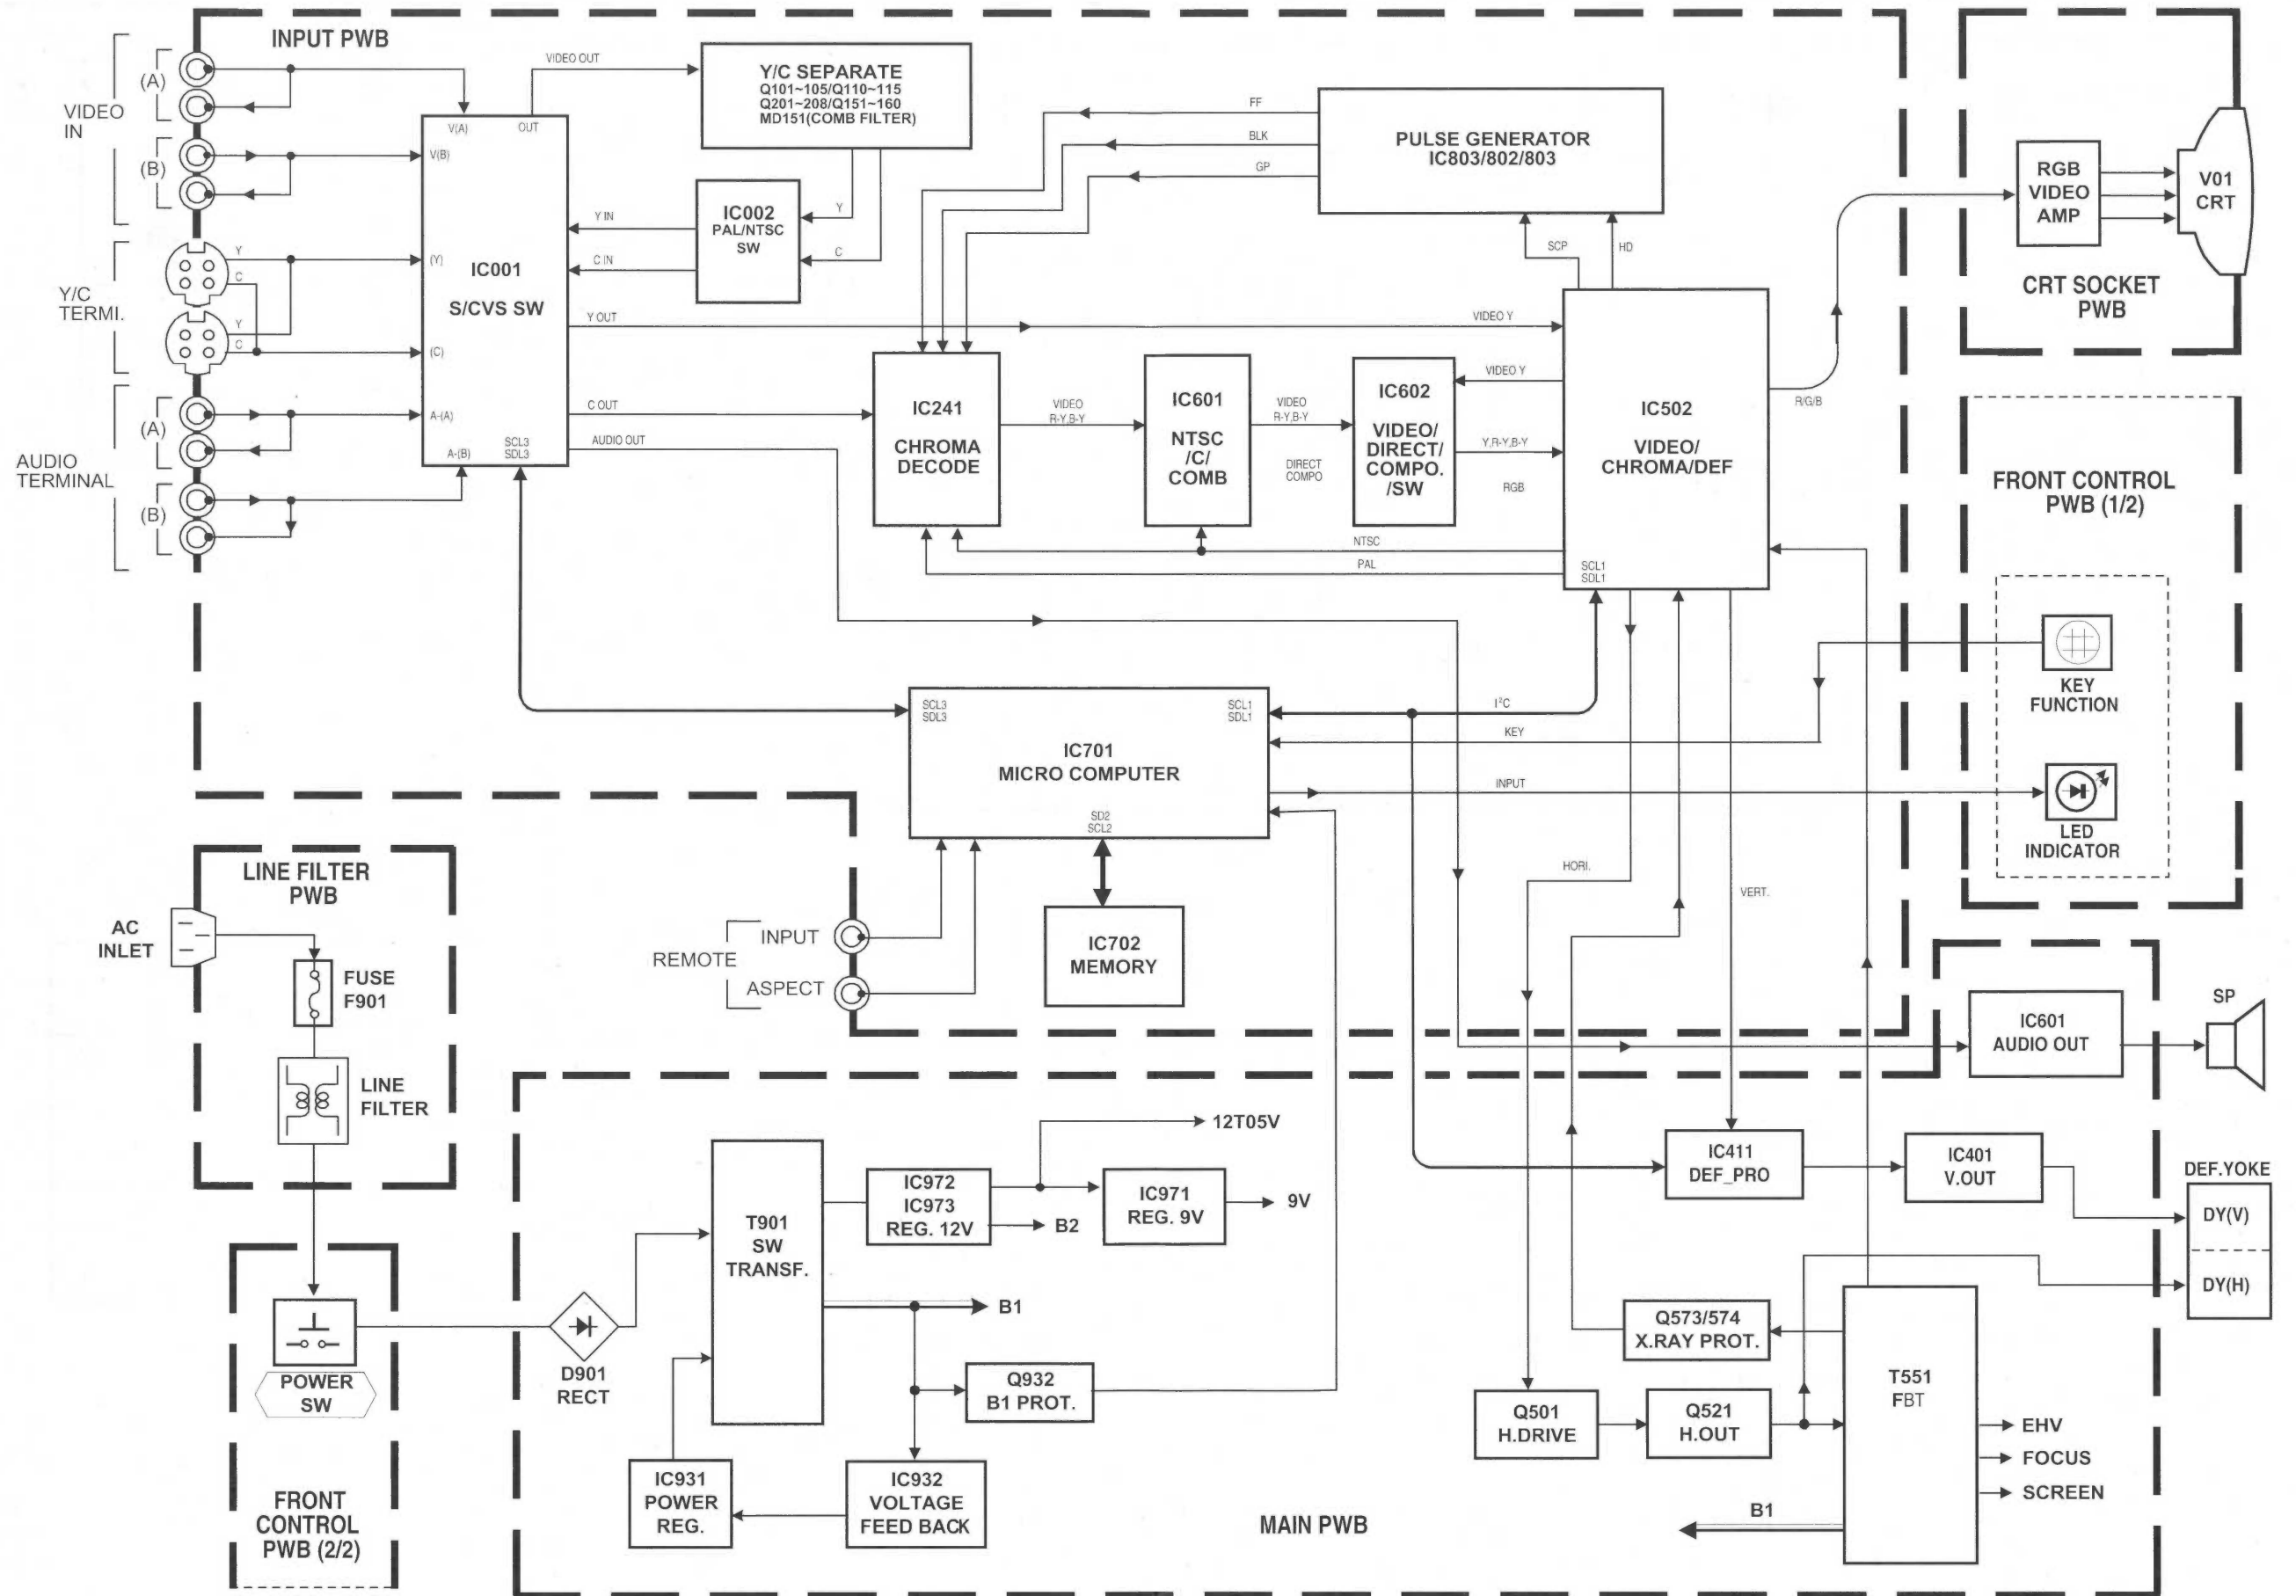 INPUT PWB
VIDEO
IN
(A)
(B)
Y/C
TERMI.
Y
C
Y
C
AUDIO
TERMINAL
(A)
(B)
V(A)
OUT
V(B)
(Y)
IC001
S/CVS SW
(C)
A-(A)
A-(B)
SCL3
SDL3
VIDEO OUT
Y/C SEPARATE
Q101~105/Q110~115
Q201~208/Q151~160
MD151(COMB FILTER)
IC002
PAL/NTSC
SW
Y
C
Y IN
C IN
Y OUT
C OUT
AUDIO OUT
FF
BLK
GP
PULSE GENERATOR
IC803/802/803
SCP
HD
VIDEO Y
IC241
CHROMA
DECODE
VIDEO
R-Y,B-Y
IC601
NTSC
/C/
COMB
VIDEO
R-Y,B-Y
DIRECT
COMPO
IC602
VIDEO/
DIRECT/
COMPO.
/SW
VIDEO Y
Y,R-Y,B-Y
RGB
NTSC
PAL
IC502
VIDEO/
CHROMA/DEF
SCL1
SDL1
R/G/B
RGB
VIDEO
AMP
V01
CRT
CRT SOCKET
PWB
FRONT CONTROL
PWB (1/2)
KEY
FUNCTION
LED
INDICATOR
SCL3
SDL3
SCL1
SDL1
IC701
MICRO COMPUTER
SD2
SCL2
I²C
KEY
INPUT
IC702
MEMORY
REMOTE
INPUT
ASPECT
HORI.
VERT.
LINE FILTER
PWB
AC
INLET
FUSE
F901
LINE
FILTER
POWER
SW
FRONT
CONTROL
PWB (2/2)
D901
RECT
T901
SW
TRANSF.
IC972
IC973
REG. 12V
12T05V
B2
IC971
REG. 9V
9V
B1
Q932
B1 PROT.
IC931
POWER
REG.
IC932
VOLTAGE
FEED BACK
MAIN PWB
IC601
AUDIO OUT
SP
IC411
DEF_PRO
IC401
V.OUT
DEF.YOKE
DY(V)
DY(H)
Q573/574
X.RAY PROT.
Q501
H.DRIVE
Q521
H.OUT
T551
FBT
EHV
FOCUS
SCREEN
B1